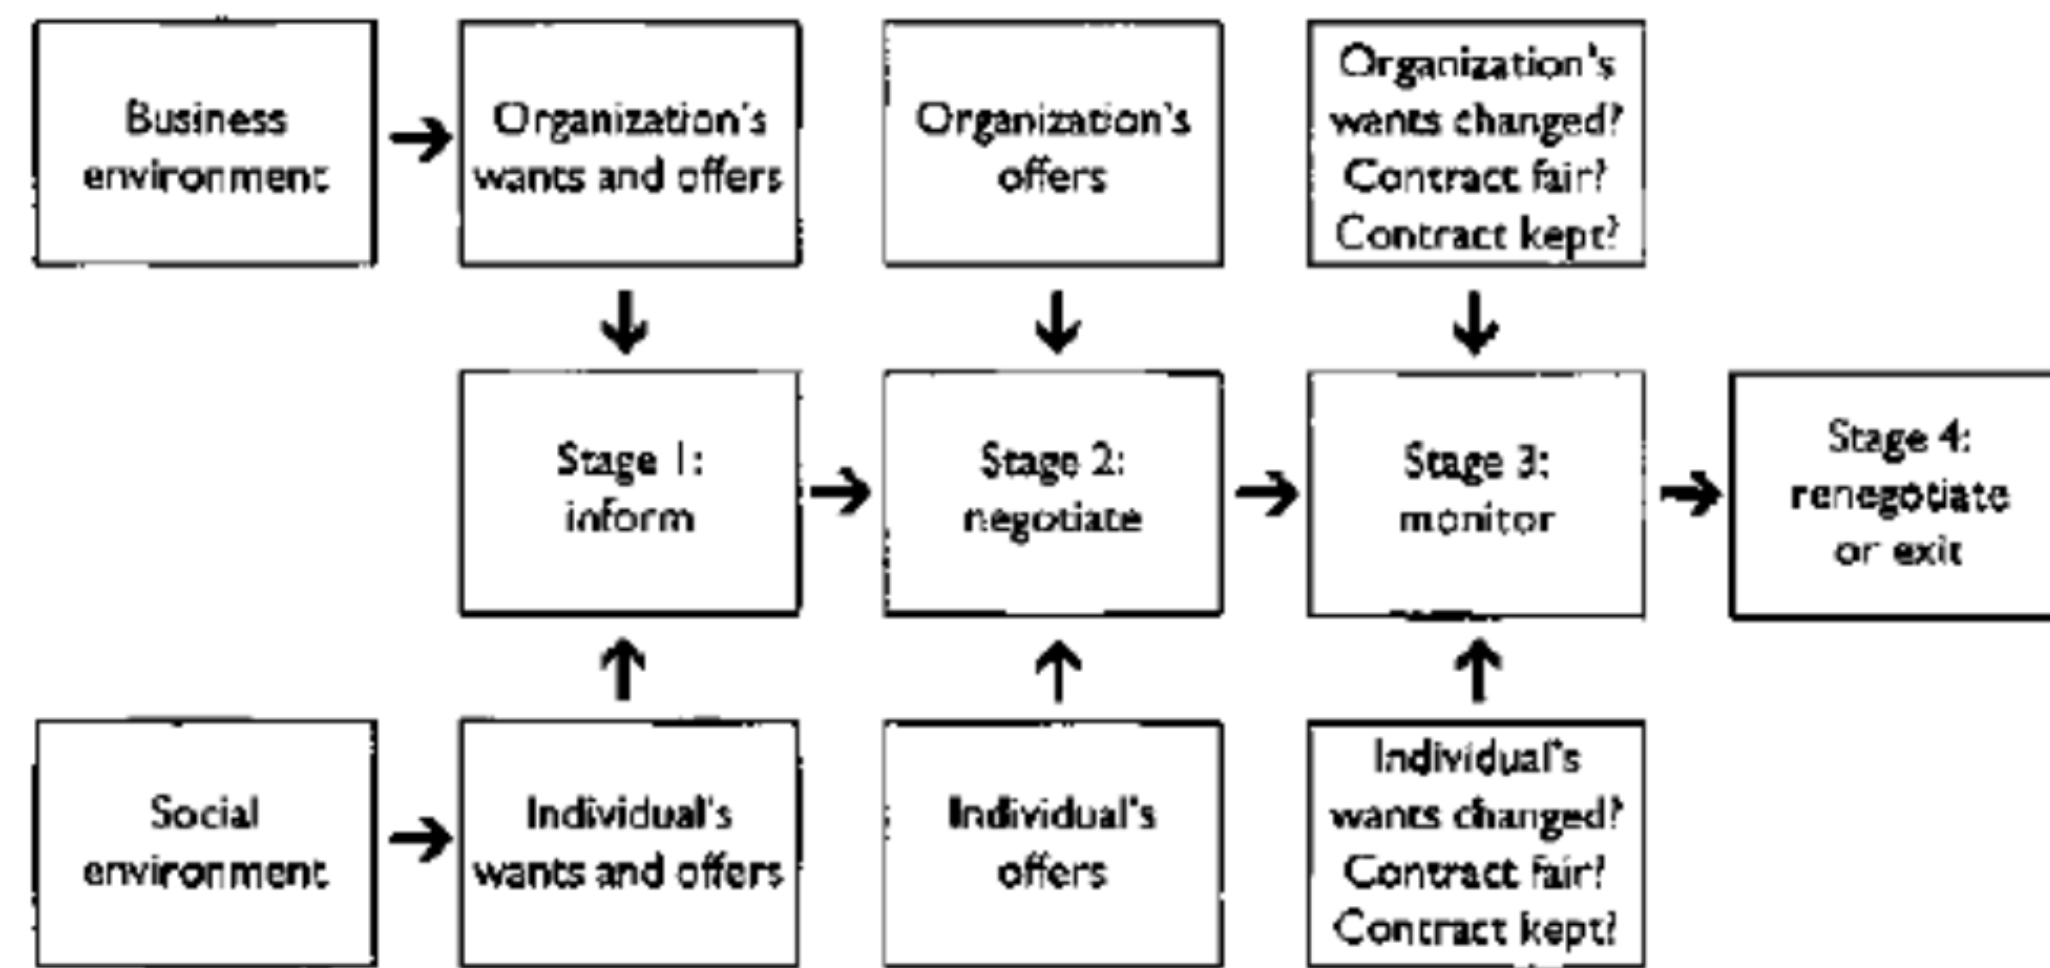 Business
environment
Organization's
wants and offers
Organization's
offers
Organization's
wants changed?
Contract fair?
Contract kept?
Stage 1:
inform
Stage 2:
negotiate
Stage 3:
monitor
Stage 4:
renegotiate
or exit
Social
environment
Individual's
wants and offers
Individual's
offers
Individual's
wants changed?
Contract fair?
Contract kept?